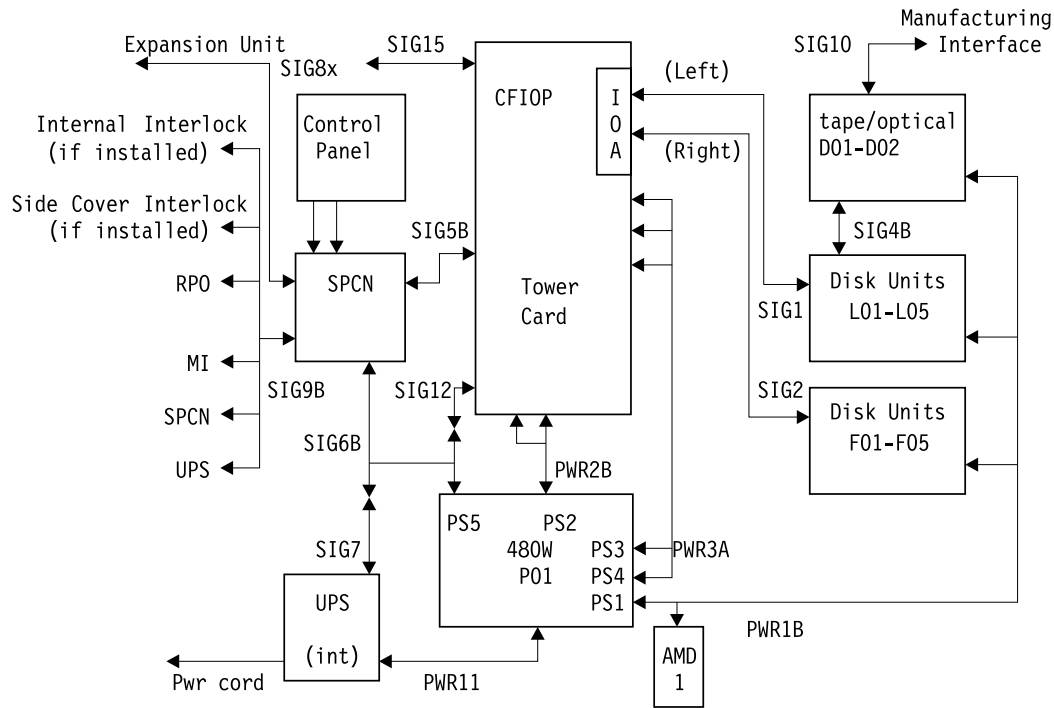 Manufacturing
Interface
Expansion Unit
SIG15
SIG10
SIG8x
(Left)
CFIOP
I
O
A
Control
Panel
tape/optical
D01-D02
Internal Interlock
(if installed)
(Right)
Side Cover Interlock
(if installed)
SIG5B
SIG4B
RPO
SPCN
Tower
Card
Disk Units
L01-L05
SIG1
MI
SIG9B
SIG12
SIG2
Disk Units
F01-F05
SPCN
SIG6B
UPS
PWR2B
PS5
PS2
480W
P01
PS3
PS4
PS1
PWR3A
SIG7
UPS
(int)
PWR1B
AMD
1
Pwr cord
PWR11